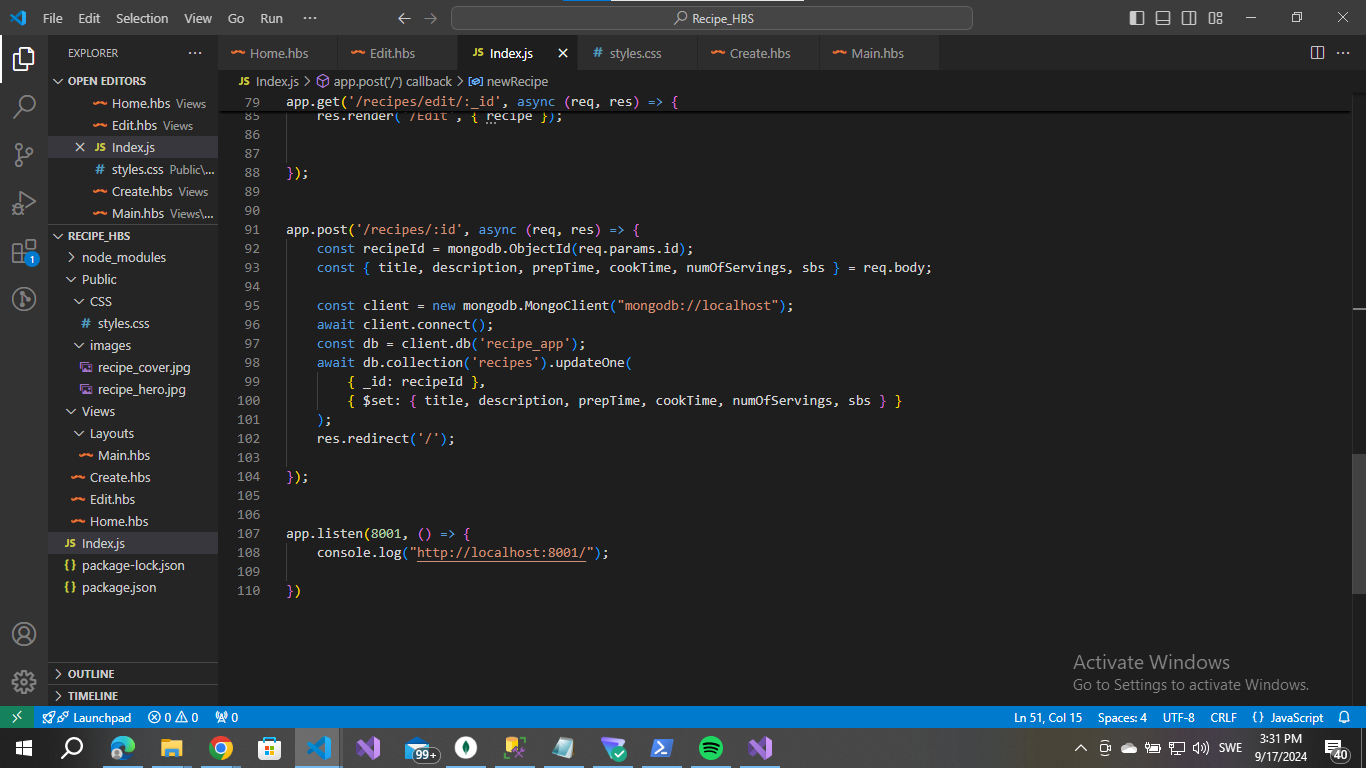 File Edit Selection View Go Run ···
Recipe_HBS
EXPLORER ···
OPEN EDITORS
Home.hbs Views
Edit.hbs Views
JS Index.js
# styles.css Public\...
Create.hbs Views
Main.hbs Views\...
RECIPE_HBS
node_modules
Public
CSS
# styles.css
images
recipe_cover.jpg
recipe_hero.jpg
Views
Layouts
Main.hbs
Create.hbs
Edit.hbs
Home.hbs
JS Index.js
{} package-lock.json
{} package.json
OUTLINE
TIMELINE
1
Home.hbs Edit.hbs JS Index.js # styles.css Create.hbs Main.hbs
JS Index.js > app.post('/') callback > newRecipe
79 app.get('/recipes/edit/:_id', async (req, res) => {
85 res.render('/Edit', { recipe });
86
87
88 });
89
90
91 app.post('/recipes/:id', async (req, res) => {
92 const recipeId = mongodb.ObjectId(req.params.id);
93 const { title, description, prepTime, cookTime, numOfServings, sbs } = req.body;
94
95 const client = new mongodb.MongoClient("mongodb://localhost");
96 await client.connect();
97 const db = client.db('recipe_app');
98 await db.collection('recipes').updateOne(
99 { _id: recipeId },
100 { $set: { title, description, prepTime, cookTime, numOfServings, sbs } }
101 );
102 res.redirect('/');
103
104 });
105
106
107 app.listen(8001, () => {
108 console.log("http://localhost:8001/");
109
110 })
Activate Windows
Go to Settings to activate Windows.
Launchpad 0 0 0 Ln 51, Col 15 Spaces: 4 UTF-8 CRLF {} JavaScript
99+ SWE 3:31 PM
9/17/2024
40